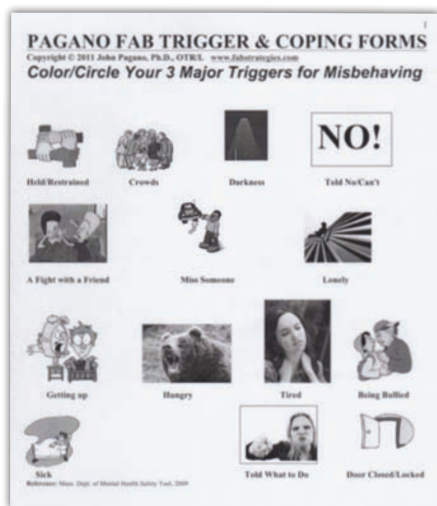 1
PAGANO FAB TRIGGER & COPING FORMS
Copyright © 2011 John Pagano, Ph.D., OTR/L www.fabstrategies.com
Color/Circle Your 3 Major Triggers for Misbehaving
NO!
Held/Restrained Crowds Darkness Told No/Can't
A Fight with a Friend Miss Someone Lonely
Getting up Hungry Tired Being Bullied
Sick Told What to Do Door Closed/Locked
Reference: Mass. Dept. of Mental Health Safety Tool, 2009